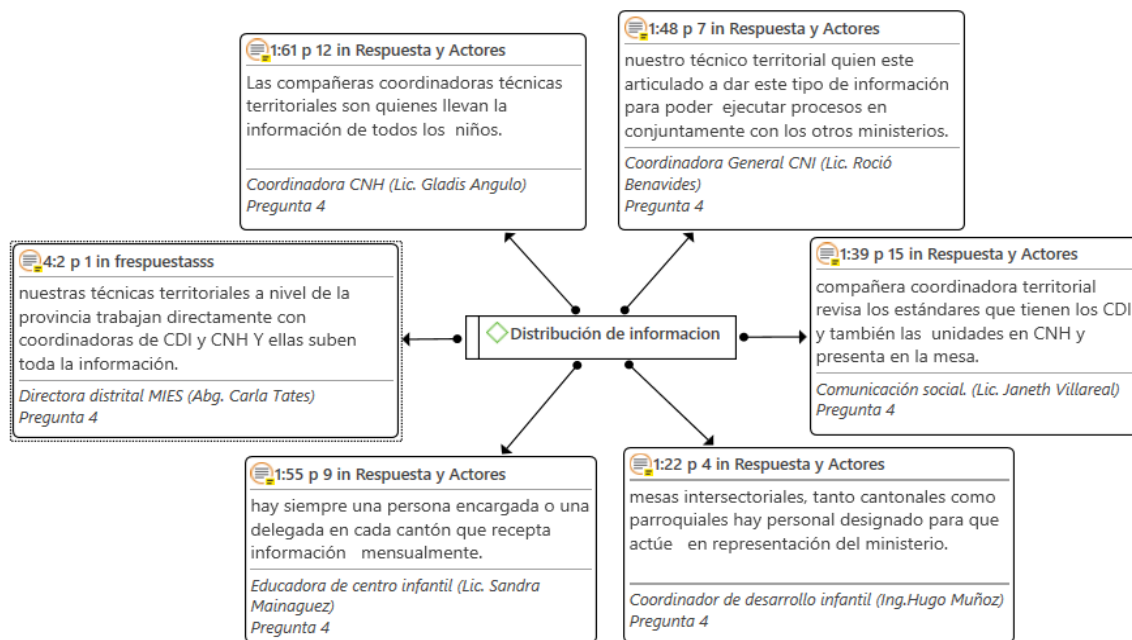 1:61 p 12 in Respuesta y Actores
Las compañeras coordinadoras técnicas
territoriales son quienes llevan la
información de todos los  niños.
Coordinadora CNH (Lic. Gladis Angulo)
Pregunta 4
1:48 p 7 in Respuesta y Actores
nuestro técnico territorial quien este
articulado a dar este tipo de información
para poder  ejecutar procesos en
conjuntamente con los otros ministerios.
Coordinadora General CNI (Lic. Roció
Benavides)
Pregunta 4
4:2 p 1 in frespuestasss
nuestras técnicas territoriales a nivel de la
provincia trabajan directamente con
coordinadoras de CDI y CNH Y ellas suben
toda la información.
Directora distrital MIES (Abg. Carla Tates)
Pregunta 4
Distribución de informacion
1:39 p 15 in Respuesta y Actores
compañera coordinadora territorial
revisa los estándares que tienen los CDI
y también las  unidades en CNH y
presenta en la mesa.
Comunicación social. (Lic. Janeth Villareal)
Pregunta 4
1:55 p 9 in Respuesta y Actores
hay siempre una persona encargada o una
delegada en cada cantón que recepta
información   mensualmente.
Educadora de centro infantil (Lic. Sandra
Mainaguez)
Pregunta 4
1:22 p 4 in Respuesta y Actores
mesas intersectoriales, tanto cantonales como
parroquiales hay personal designado para que
actúe   en representación del ministerio.
Coordinador de desarrollo infantil (Ing.Hugo Muñoz)
Pregunta 4